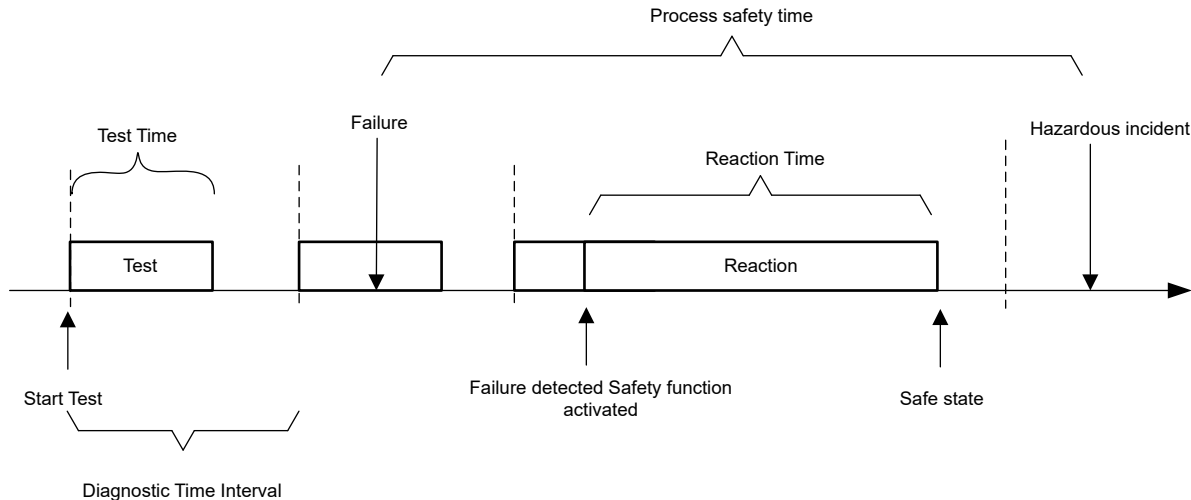 Process safety time
Failure
Hazardous incident
Test Time
Reaction Time
Test
Reaction
Start Test
Failure detected Safety function
activated
Safe state
Diagnostic Time Interval